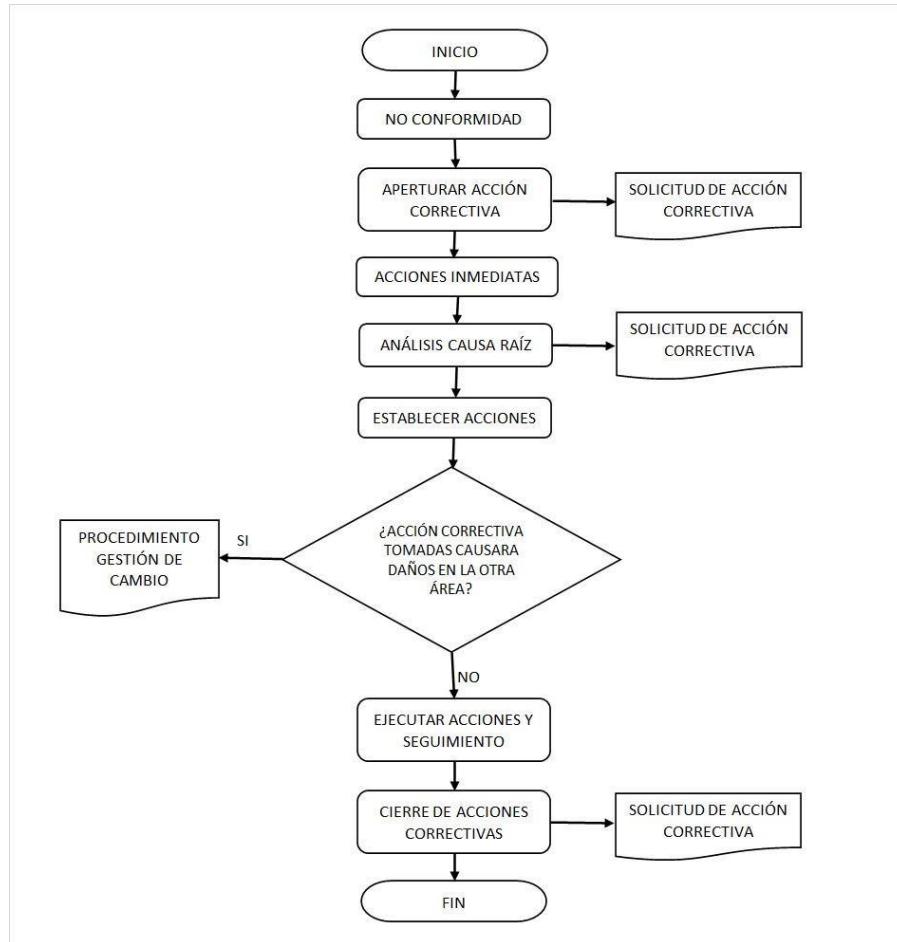 INICIO
NO CONFORMIDAD
APERTURAR ACCIÓN
CORRECTIVA
SOLICITUD DE ACCIÓN
CORRECTIVA
ACCIONES INMEDIATAS
ANÁLISIS CAUSA RAÍZ
SOLICITUD DE ACCIÓN
CORRECTIVA
ESTABLECER ACCIONES
¿ACCIÓN CORRECTIVA
TOMADAS CAUSARA
DAÑOS EN LA OTRA
ÁREA?
SI
PROCEDIMIENTO
GESTIÓN DE
CAMBIO
NO
EJECUTAR ACCIONES Y
SEGUIMIENTO
CIERRE DE ACCIONES
CORRECTIVAS
SOLICITUD DE ACCIÓN
CORRECTIVA
FIN